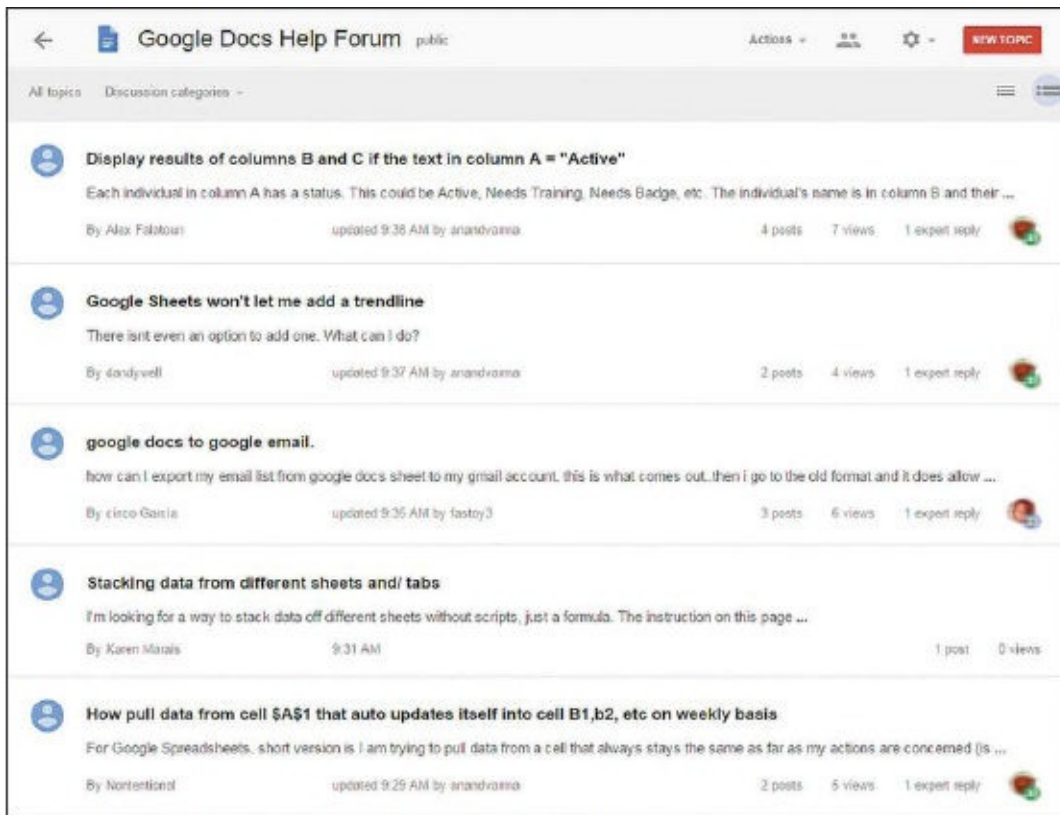 Google Docs Help Forum public
Actions
NEW TOPIC
All topics Discussion categories
Display results of columns B and C if the text in column A = "Active"
Each individual in column A has a status. This could be Active, Needs Training, Needs Badge, etc. The individual's name is in column B and their ...
By Alex Falatoun updated 9:38 AM by anandvarma 4 posts 7 views 1 expert reply
Google Sheets won't let me add a trendline
There isnt even an option to add one. What can I do?
By dandywell updated 9:37 AM by anandvarma 2 posts 4 views 1 expert reply
google docs to google email.
how can I export my email list from google docs sheet to my gmail account. this is what comes out..then i go to the old format and it does allow ...
By cisco Garcia updated 9:35 AM by fastoy3 3 posts 6 views 1 expert reply
Stacking data from different sheets and/ tabs
I'm looking for a way to stack data off different sheets without scripts, just a formula. The instruction on this page ...
By Karen Marais 9:31 AM 1 post 0 views
How pull data from cell $A$1 that auto updates itself into cell B1,b2, etc on weekly basis
For Google Spreadsheets, short version is I am trying to pull data from a cell that always stays the same as far as my actions are concerned (is ...
By Nontentional updated 9:29 AM by anandvarma 2 posts 5 views 1 expert reply